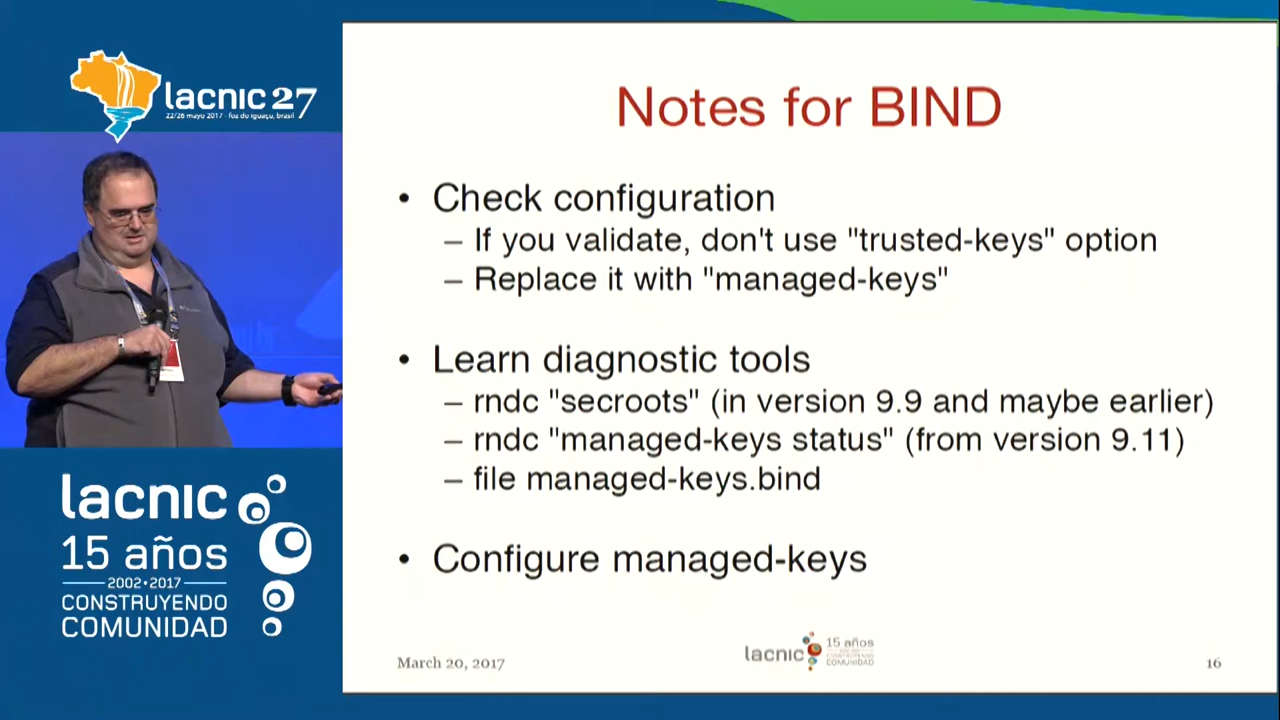 lacnic 27
22/26 mayo 2017 - foz do iguaçu, brasil
lacnic
15 años
2002•2017
CONSTRUYENDO
COMUNIDAD
Notes for BIND
• Check configuration
– If you validate, don't use "trusted-keys" option
– Replace it with "managed-keys"
• Learn diagnostic tools
– rndc "secroots" (in version 9.9 and maybe earlier)
– rndc "managed-keys status" (from version 9.11)
– file managed-keys.bind
• Configure managed-keys
March 20, 2017
lacnic
15 años
CONSTRUYENDO
COMUNIDAD
16